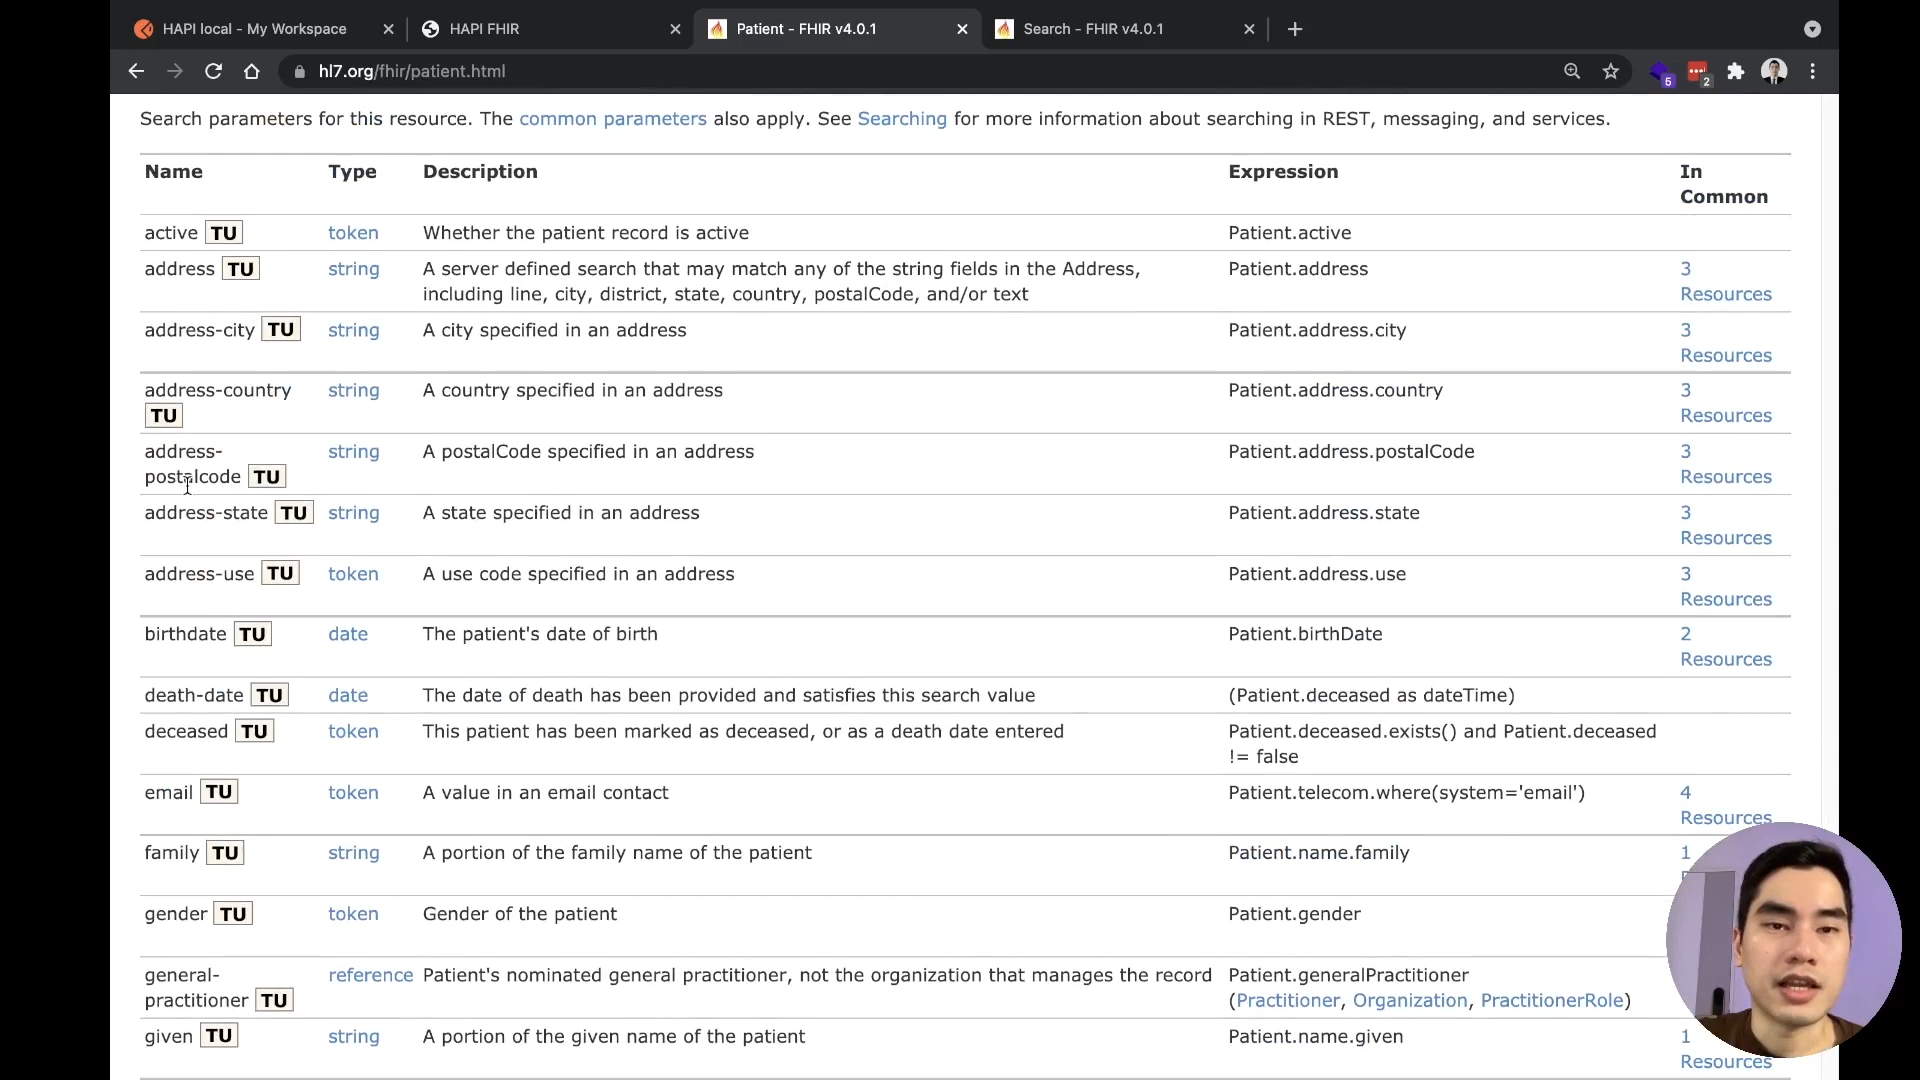 HAPI local - My Workspace
HAPI FHIR
Patient - FHIR v4.0.1
Search - FHIR v4.0.1
hl7.org/fhir/patient.html
5
2
Search parameters for this resource. The common parameters also apply. See Searching for more information about searching in REST, messaging, and services.
Name Type Description Expression In
Common
active TU token Whether the patient record is active Patient.active
address TU string A server defined search that may match any of the string fields in the Address, Patient.address 3
including line, city, district, state, country, postalCode, and/or text Resources
address-city TU string A city specified in an address Patient.address.city 3
Resources
address-country string A country specified in an address Patient.address.country 3
TU Resources
address- string A postalCode specified in an address Patient.address.postalCode 3
postalcode TU Resources
address-state TU string A state specified in an address Patient.address.state 3
Resources
address-use TU token A use code specified in an address Patient.address.use 3
Resources
birthdate TU date The patient's date of birth Patient.birthDate 2
Resources
death-date TU date The date of death has been provided and satisfies this search value (Patient.deceased as dateTime)
deceased TU token This patient has been marked as deceased, or as a death date entered Patient.deceased.exists() and Patient.deceased
!= false
email TU token A value in an email contact Patient.telecom.where(system='email') 4
Resources
family TU string A portion of the family name of the patient Patient.name.family 1
gender TU token Gender of the patient Patient.gender
general- reference Patient's nominated general practitioner, not the organization that manages the record Patient.generalPractitioner
practitioner TU (Practitioner, Organization, PractitionerRole)
given TU string A portion of the given name of the patient Patient.name.given 1
Resources